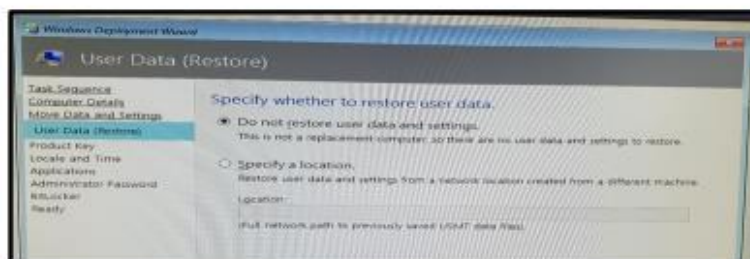 Windows Deployment Wizard
User Data (Restore)
Task Sequence
Computer Details
Move Data and Settings
User Data (Restore)
Product Key
Locale and Time
Applications
Administrator Password
BitLocker
Ready
Specify whether to restore user data.
Do not restore user data and settings.
This is not a replacement computer, so there are no user data and settings to restore.
Specify a location.
Restore user data and settings from a network location created from a different machine.
Location:
(Full network path to previously saved USMT data files)